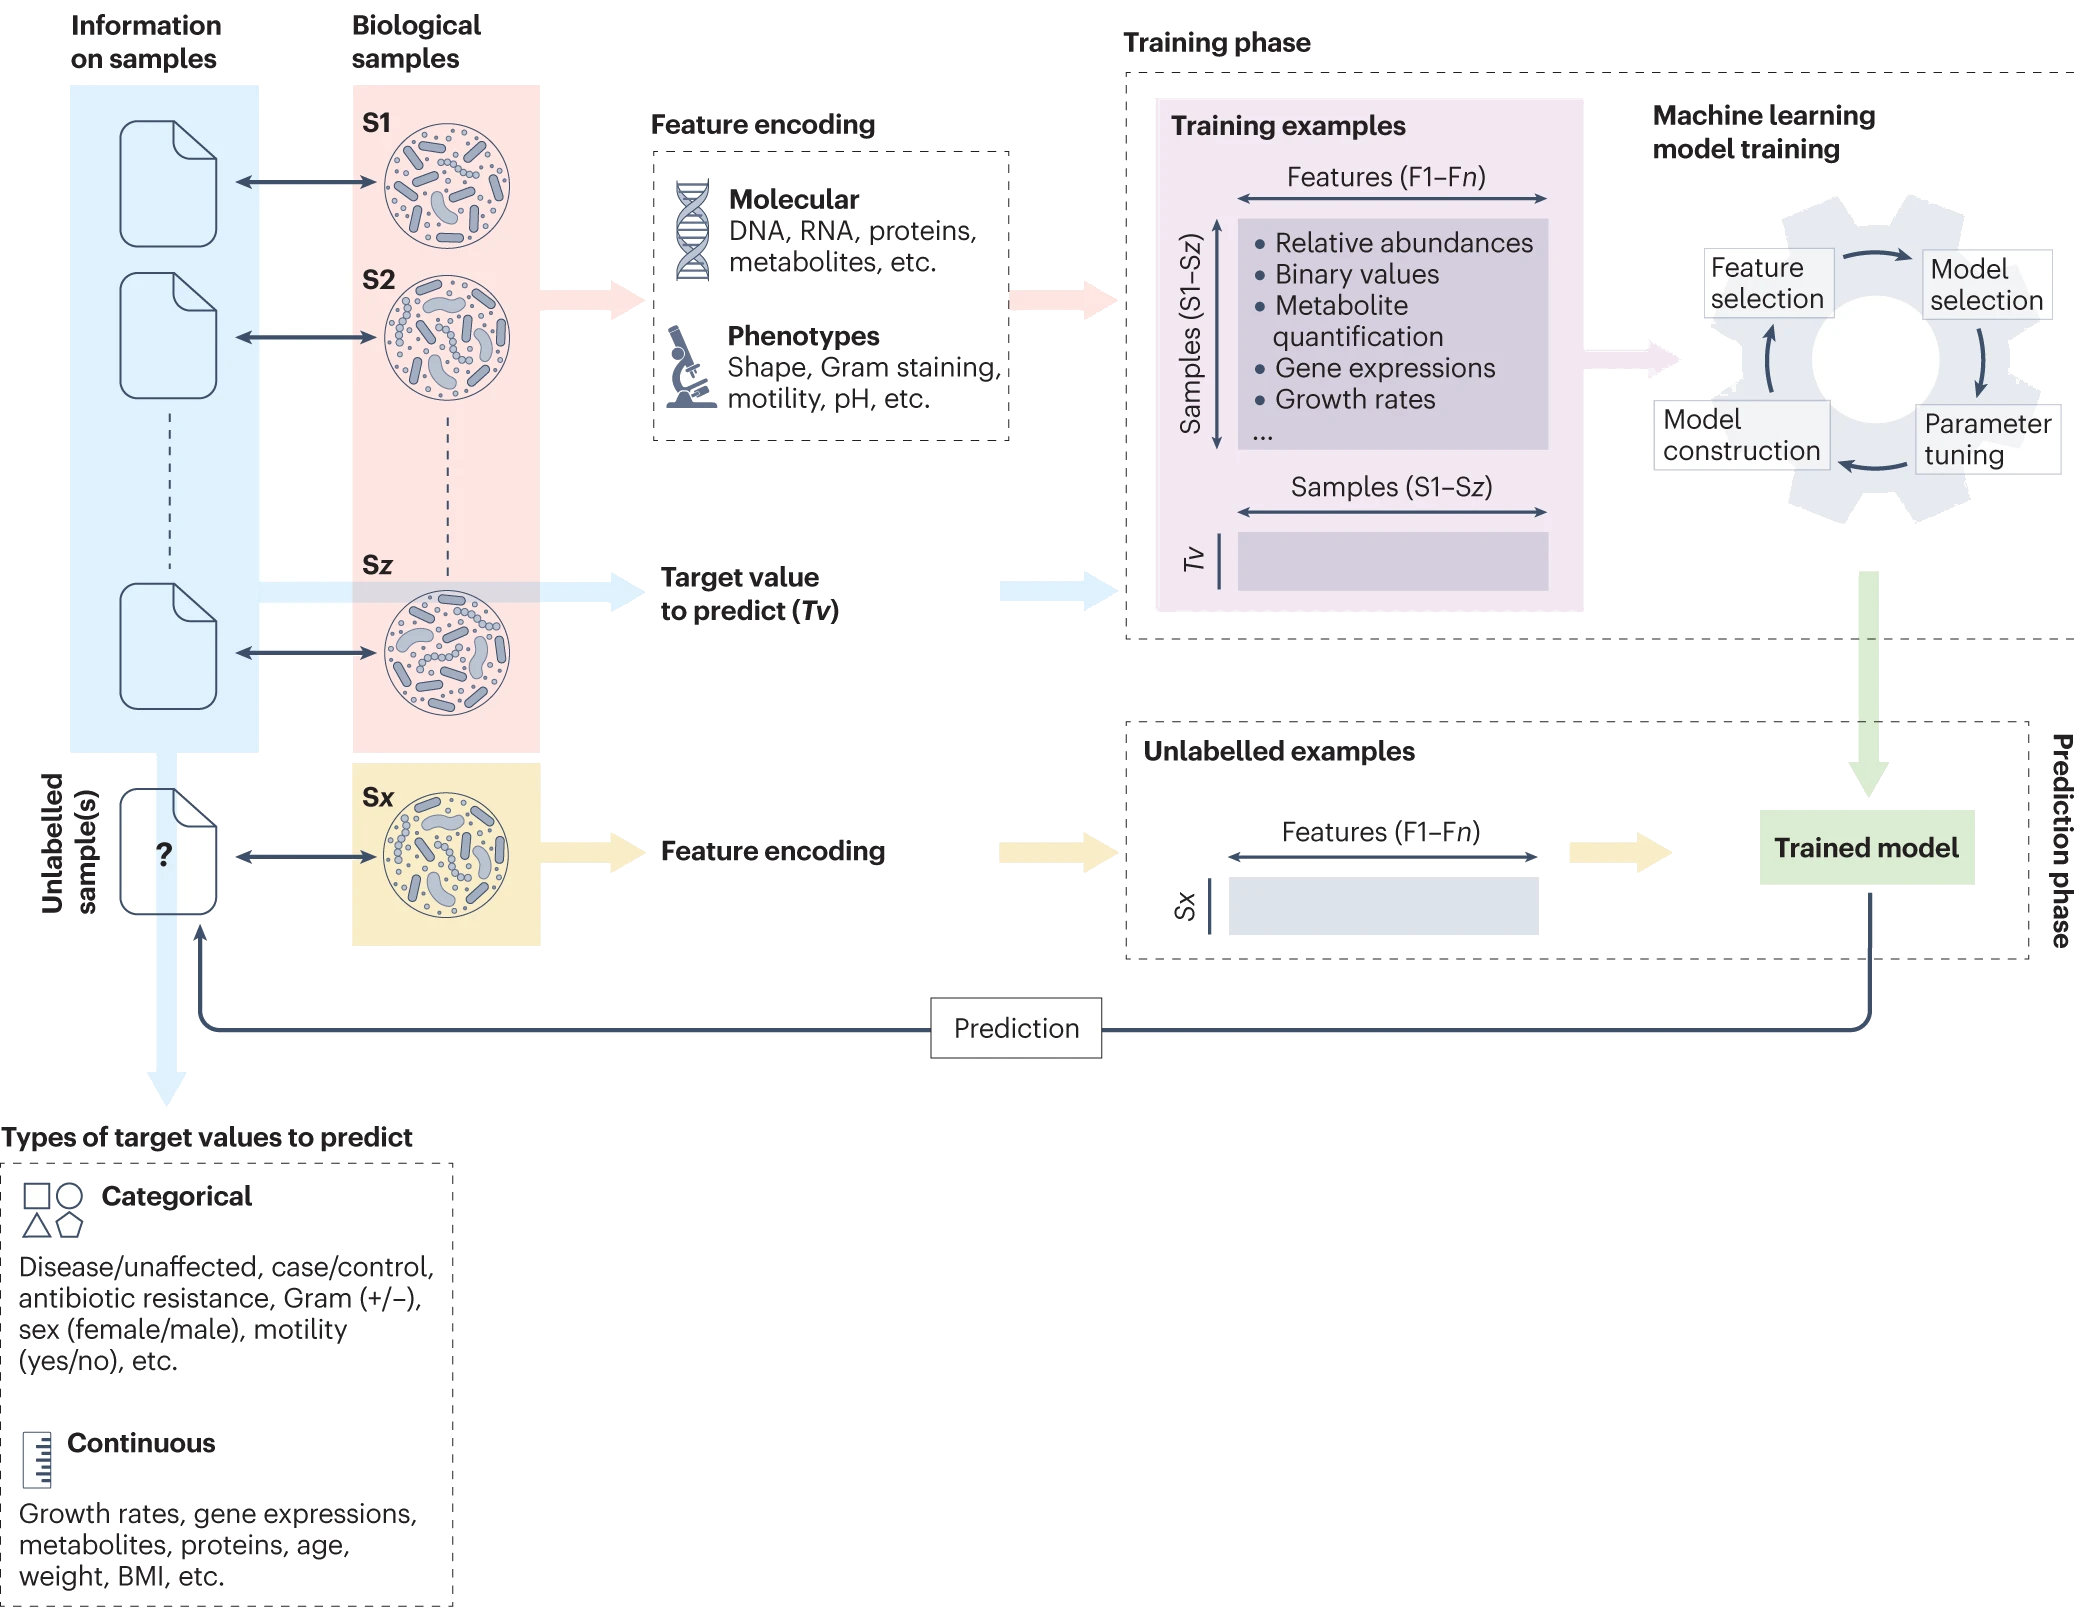 Information
on samples
Biological
samples
S1
S2
Sz
Feature encoding
Molecular
DNA, RNA, proteins,
metabolites, etc.
Phenotypes
Shape, Gram staining,
motility, pH, etc.
Target value
to predict (Tv)
Training phase
Training examples
Features (F1–Fn)
Samples (S1–Sz)
• Relative abundances
• Binary values
• Metabolite
quantification
• Gene expressions
• Growth rates
...
Samples (S1–Sz)
Tv
Machine learning
model training
Feature
selection
Model
selection
Parameter
tuning
Model
construction
Unlabelled
sample(s)
?
Sx
Feature encoding
Unlabelled examples
Features (F1–Fn)
Sx
Trained model
Prediction phase
Prediction
Types of target values to predict
Categorical
Disease/unaffected, case/control,
antibiotic resistance, Gram (+/–),
sex (female/male), motility
(yes/no), etc.
Continuous
Growth rates, gene expressions,
metabolites, proteins, age,
weight, BMI, etc.